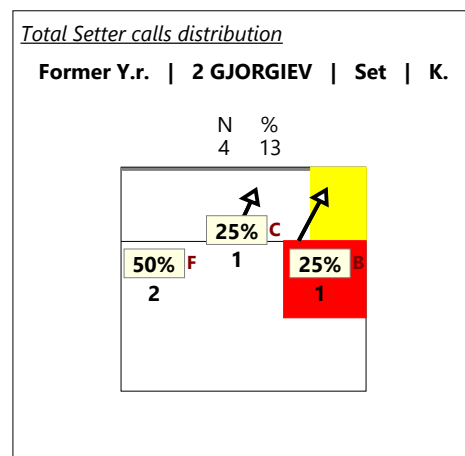 Total Setter calls distribution
Former Y.r. | 2 GJORGIEV | Set | K.
N %
4 13
25% C
1
50% F
2
25% B
1